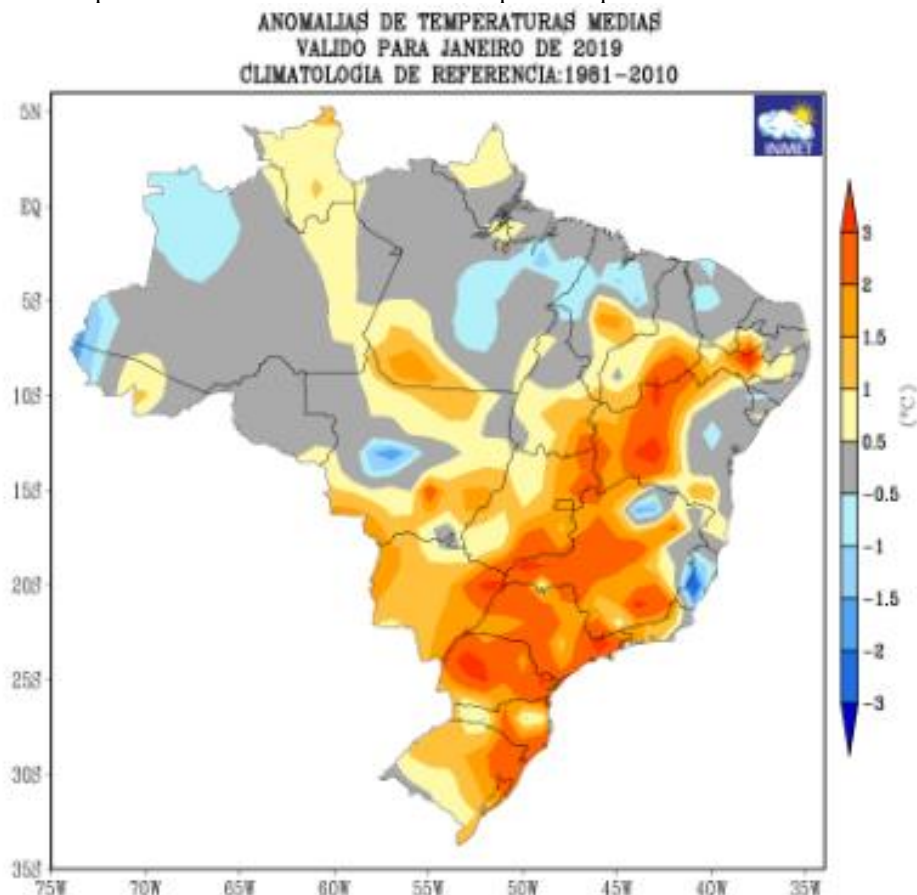 ANOMALIAS DE TEMPERATURAS MEDIAS
VALIDO PARA JANEIRO DE 2019
CLIMATOLOGIA DE REFERENCIA:1981-2010
INMET
5N
EQ
5S
10S
15S
20S
25S
30S
35S
75W 70W 65W 60W 55W 50W 45W 40W 35W
3
2
1.5
1
0.5
-0.5
-1
-1.5
-2
-3
(°C)